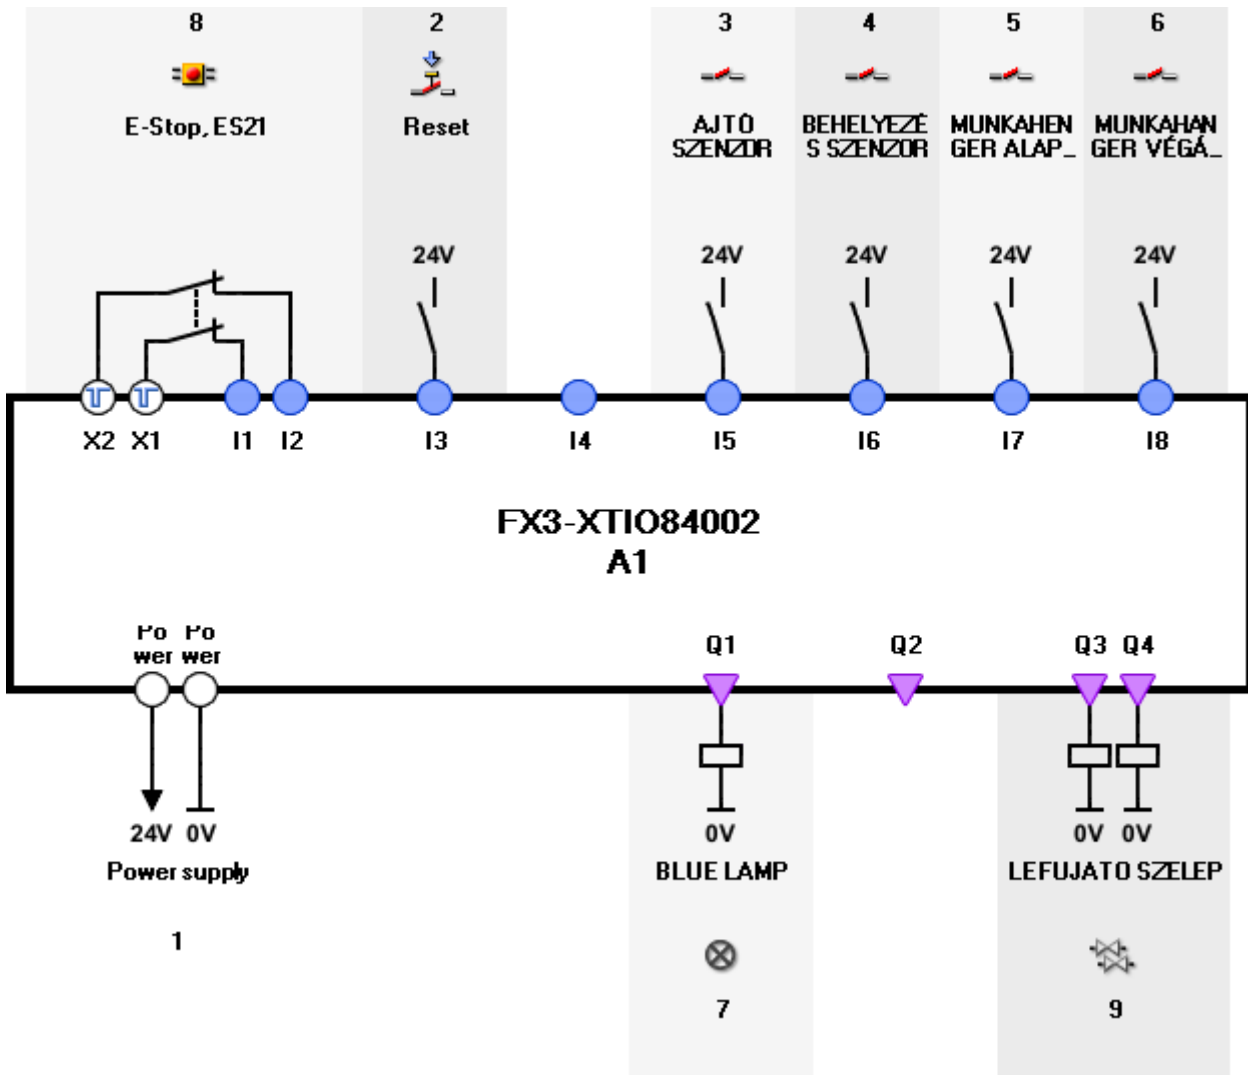 8 2 3 4 5 6
E-Stop, ES21
Reset
AJTÓ
SZENZOR
BEHELYEZÉ
S SZENZOR
MUNKAHEN
GER ALAP_
MUNKAHAN
GER VÉGÁ_
24V 24V 24V 24V 24V
X2 X1 I1 I2 I3 I4 I5 I6 I7 I8
FX3-XTIO84002
A1
Po Po
wer wer
Q1 Q2 Q3 Q4
24V 0V 0V 0V 0V
Power supply
BLUE LAMP
LEFUJATO SZELEP
1
7
9